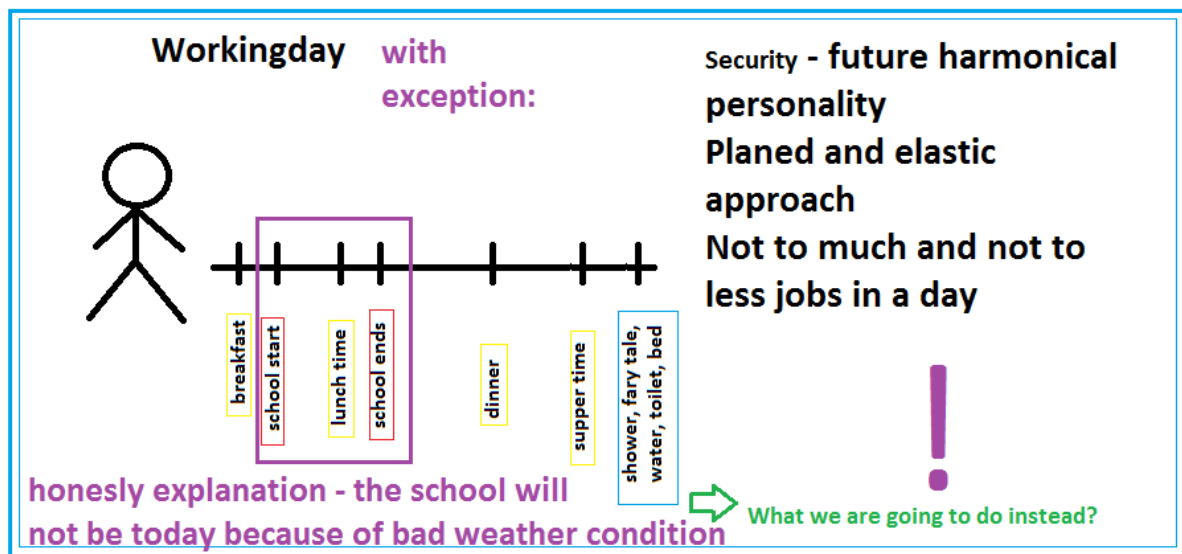 Workingday with
exception:
Security - future harmonical
personality
Planed and elastic
approach
Not to much and not to
less jobs in a day
breakfast
school start
lunch time
school ends
dinner
supper time
shower, fary tale,
water, toilet, bed
!
honesly explanation - the school will
not be today because of bad weather condition
What we are going to do instead?